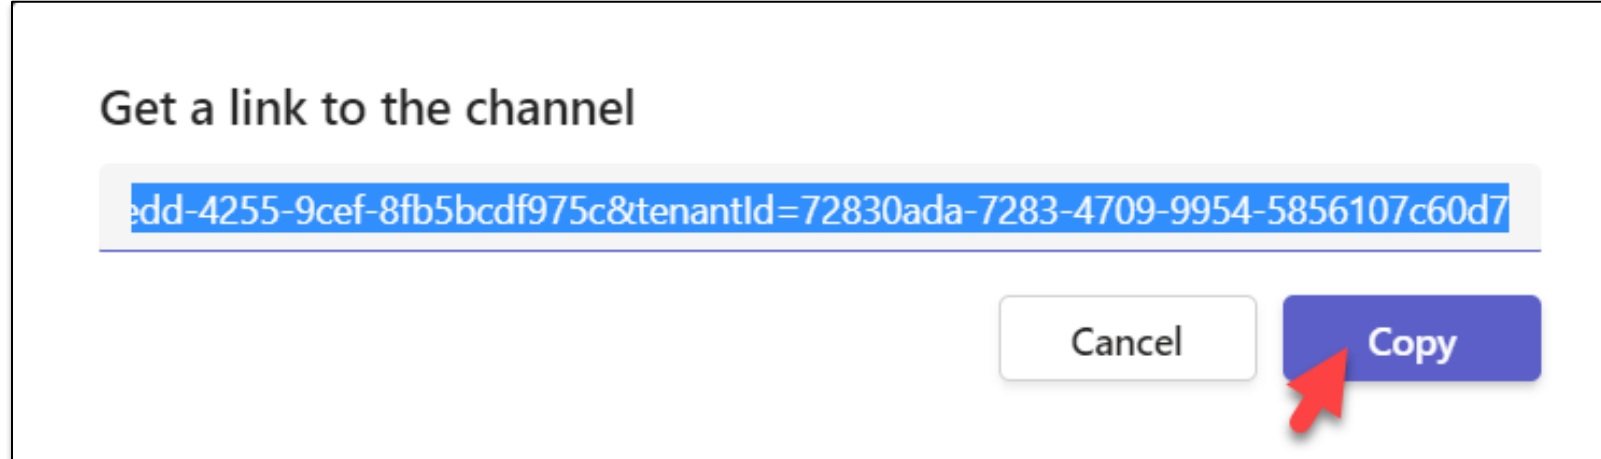 Get a link to the channel
edd-4255-9cef-8fb5bcdf975c&tenantId=72830ada-7283-4709-9954-5856107c60d7
Cancel Copy